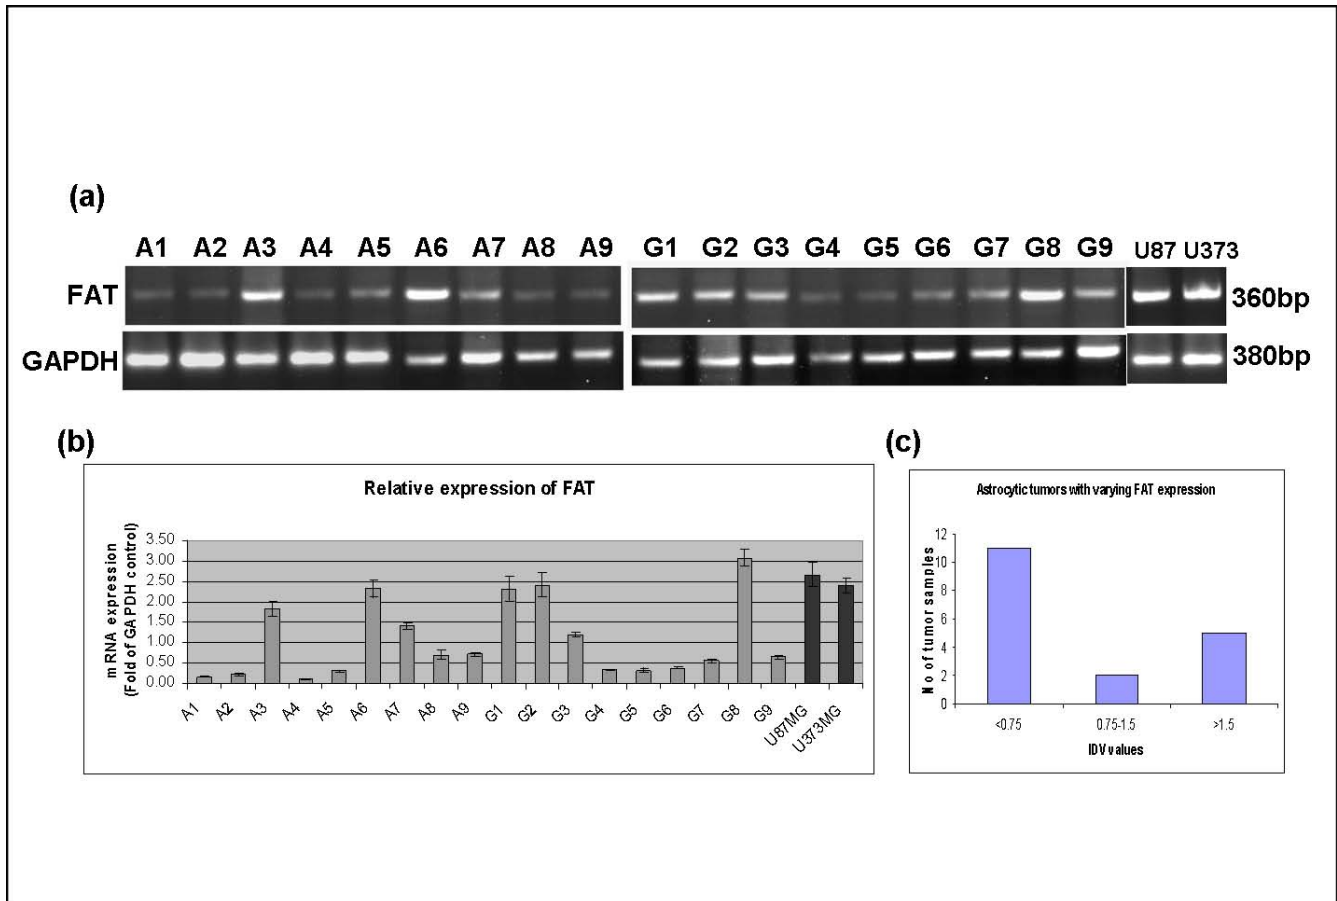 (a)
A1 A2 A3 A4 A5 A6 A7 A8 A9 G1 G2 G3 G4 G5 G6 G7 G8 G9 U87 U373
FAT 360bp
GAPDH 380bp
(b)
Relative expression of FAT
mRNA expression
(Fold of GAPDH control)
3.50
3.00
2.50
2.00
1.50
1.00
0.50
0.00
A1 A2 A3 A4 A5 A6 A7 A8 A9 G1 G2 G3 G4 G5 G6 G7 G8 G9 U87MG U373MG
(c)
Astrocytic tumors with varying FAT expression
No of tumor samples
12
10
8
6
4
2
0
<0.75 0.75-1.5 >1.5
IDV values